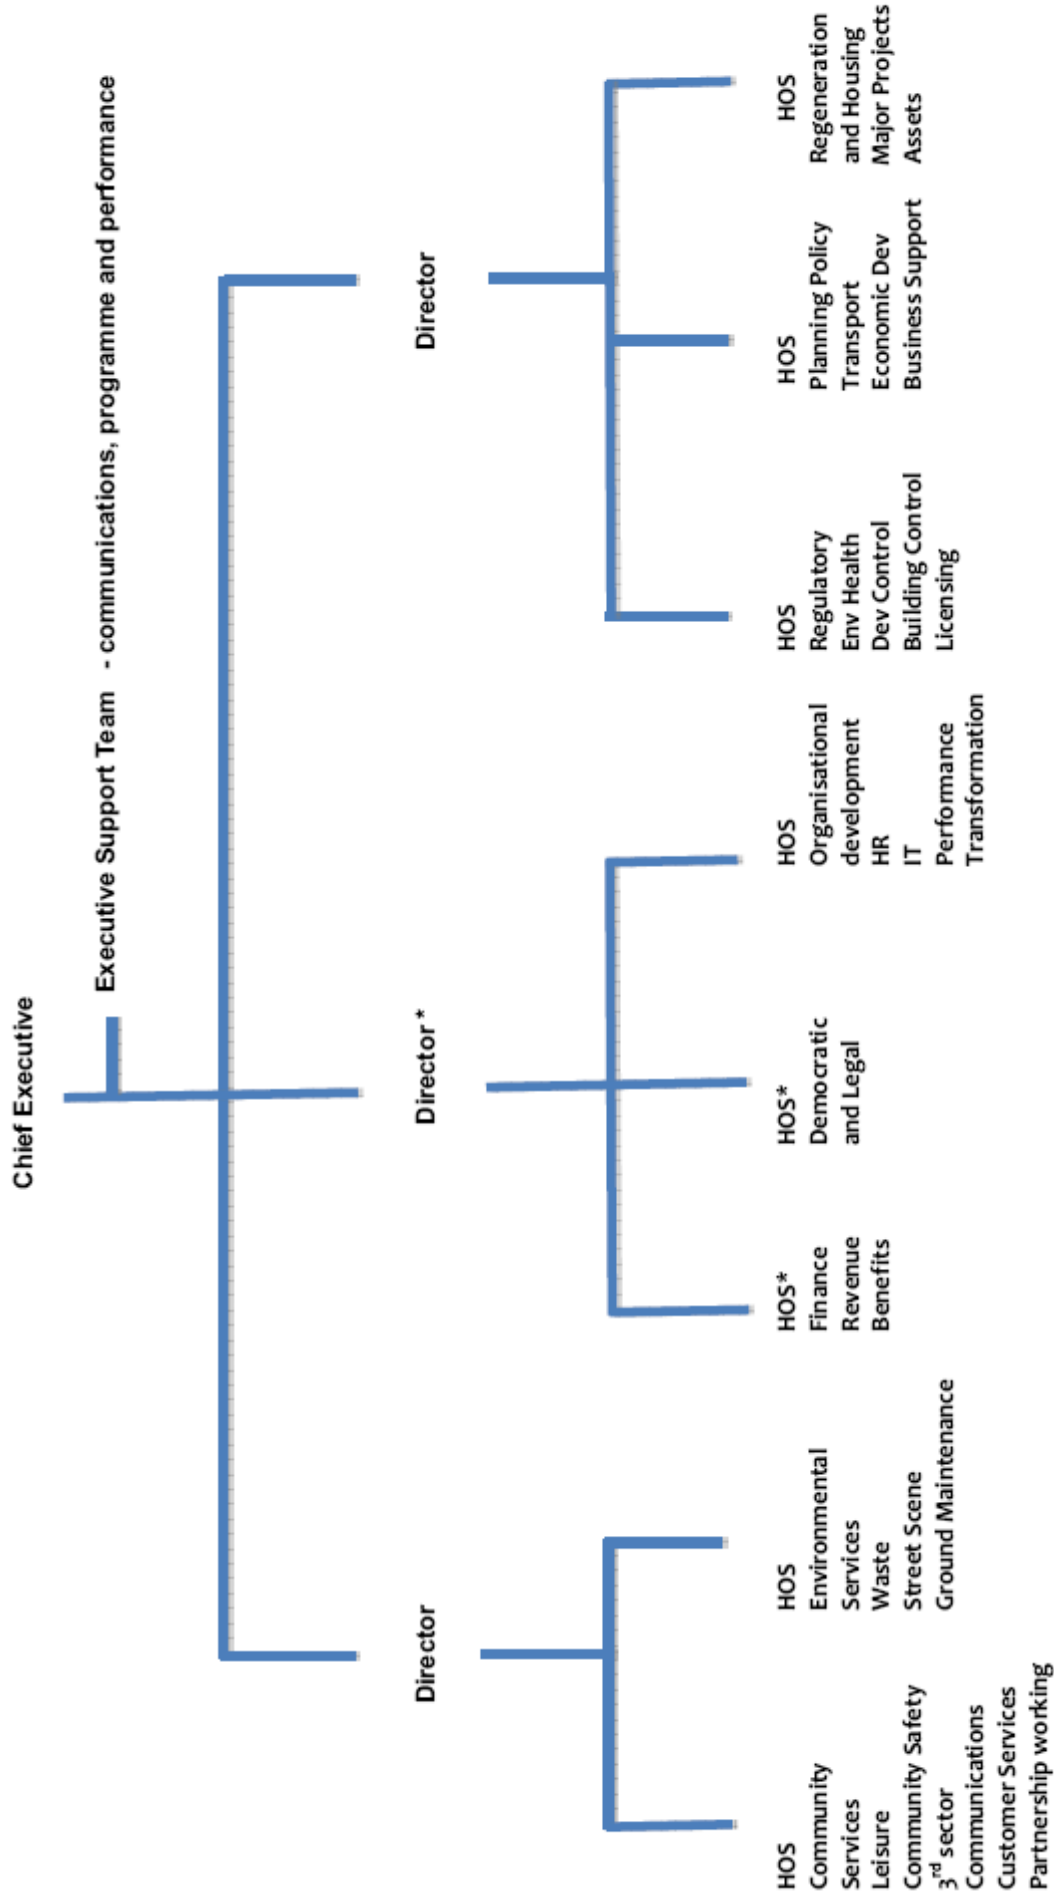 Chief Executive
Executive Support Team - communications, programme and performance
Director
Director*
Director
HOS
Community
Services
Leisure
Community Safety
3rd sector
Communications
Customer Services
Partnership working
HOS
Environmental
Services
Waste
Street Scene
Ground Maintenance
HOS*
Finance
Revenue
Benefits
HOS*
Democratic
and Legal
HOS
Organisational
development
HR
IT
Performance
Transformation
HOS
Regulatory
Env Health
Dev Control
Building Control
Licensing
HOS
Planning Policy
Transport
Economic Dev
Business Support
HOS
Regeneration
and Housing
Major Projects
Assets